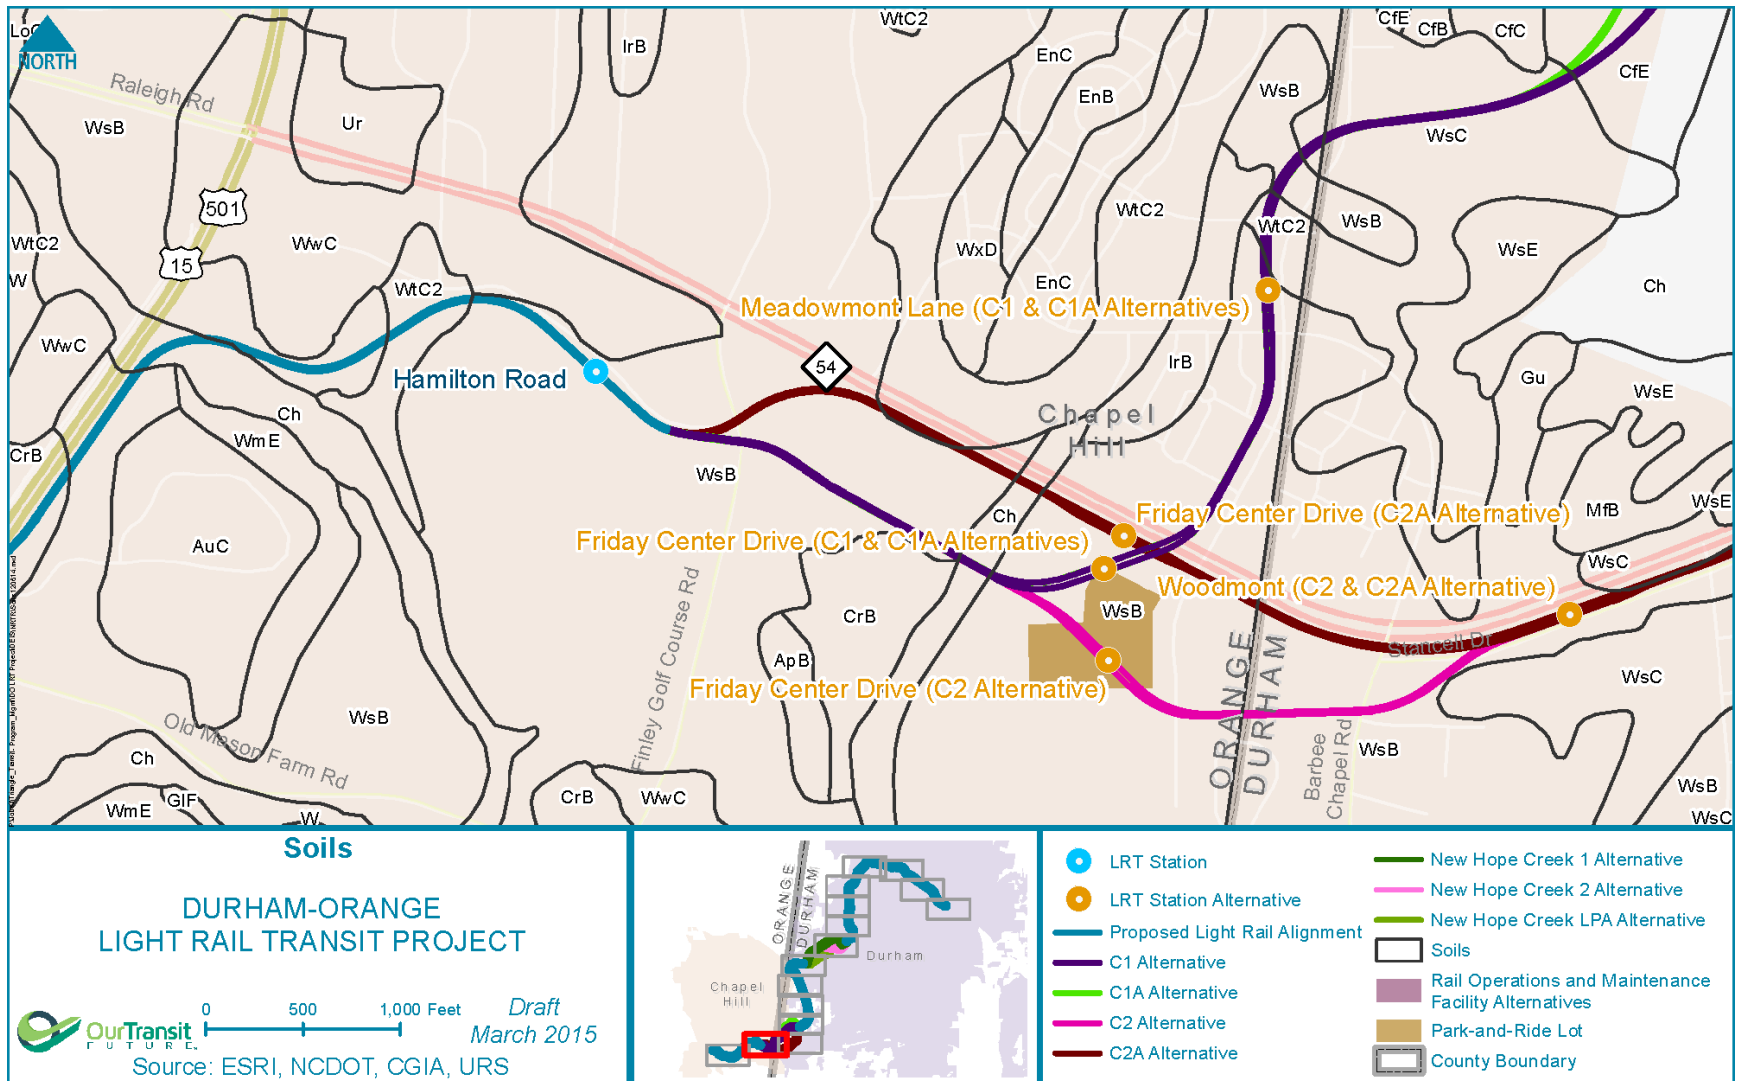 LoC
NORTH
Raleigh Rd
WsB
Ur
IrB
WtC2
EnC
EnB
WsB
CfE
CfB
CfC
CfE
WsC
501
15
WwC
WtC2
W
WtC2
WwC
WxD
EnC
WtC2
WtC2
WsB
WsE
Ch
Meadowmont Lane (C1 & C1A Alternatives)
54
Hamilton Road
IrB
Gu
WsE
Chapel
Hill
Ch
WmE
CrB
WsB
Ch
Friday Center Drive (C2A Alternative)
MfB
WsE
Friday Center Drive (C1 & C1A Alternatives)
WsC
Woodmont (C2 & C2A Alternative)
AuC
CrB
WsB
ApB
Finley Golf Course Rd
Stancell Dr
WsC
Friday Center Drive (C2 Alternative)
ORANGE
DURHAM
WsB
Old Mason Farm Rd
Barbee
Chapel Rd
WsB
Ch
WmE
GlF
W
CrB
WwC
WsB
WsC
Soils
DURHAM-ORANGE
LIGHT RAIL TRANSIT PROJECT
0 500 1,000 Feet
Draft
March 2015
OurTransit
FUTURE
Source: ESRI, NCDOT, CGIA, URS
ORANGE
DURHAM
Durham
Chapel
Hill
LRT Station
LRT Station Alternative
Proposed Light Rail Alignment
C1 Alternative
C1A Alternative
C2 Alternative
C2A Alternative
New Hope Creek 1 Alternative
New Hope Creek 2 Alternative
New Hope Creek LPA Alternative
Soils
Rail Operations and Maintenance
Facility Alternatives
Park-and-Ride Lot
County Boundary